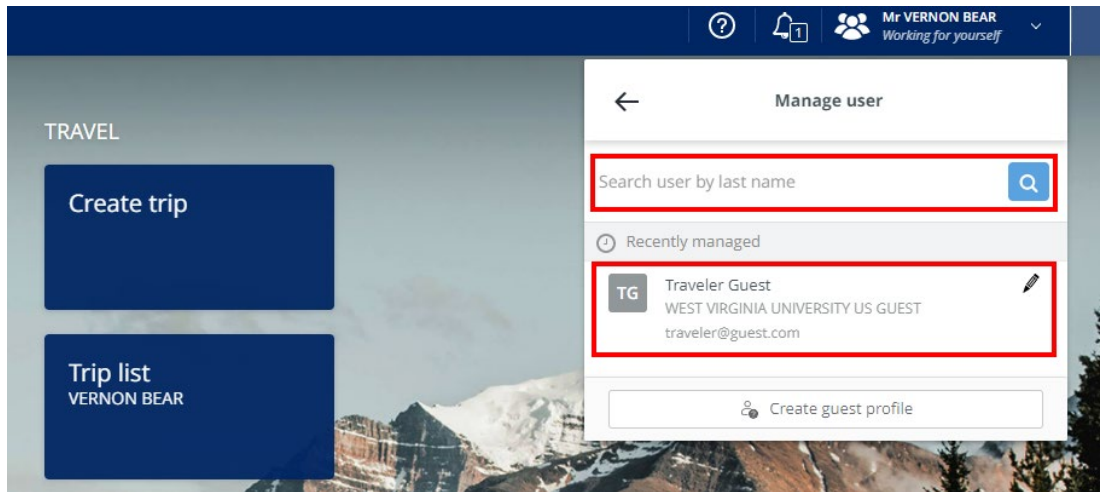 1
Mr VERNON BEAR
Working for yourself
Manage user
TRAVEL
Create trip
Trip list
VERNON BEAR
Search user by last name
Recently managed
TG
Traveler Guest
WEST VIRGINIA UNIVERSITY US GUEST
traveler@guest.com
Create guest profile